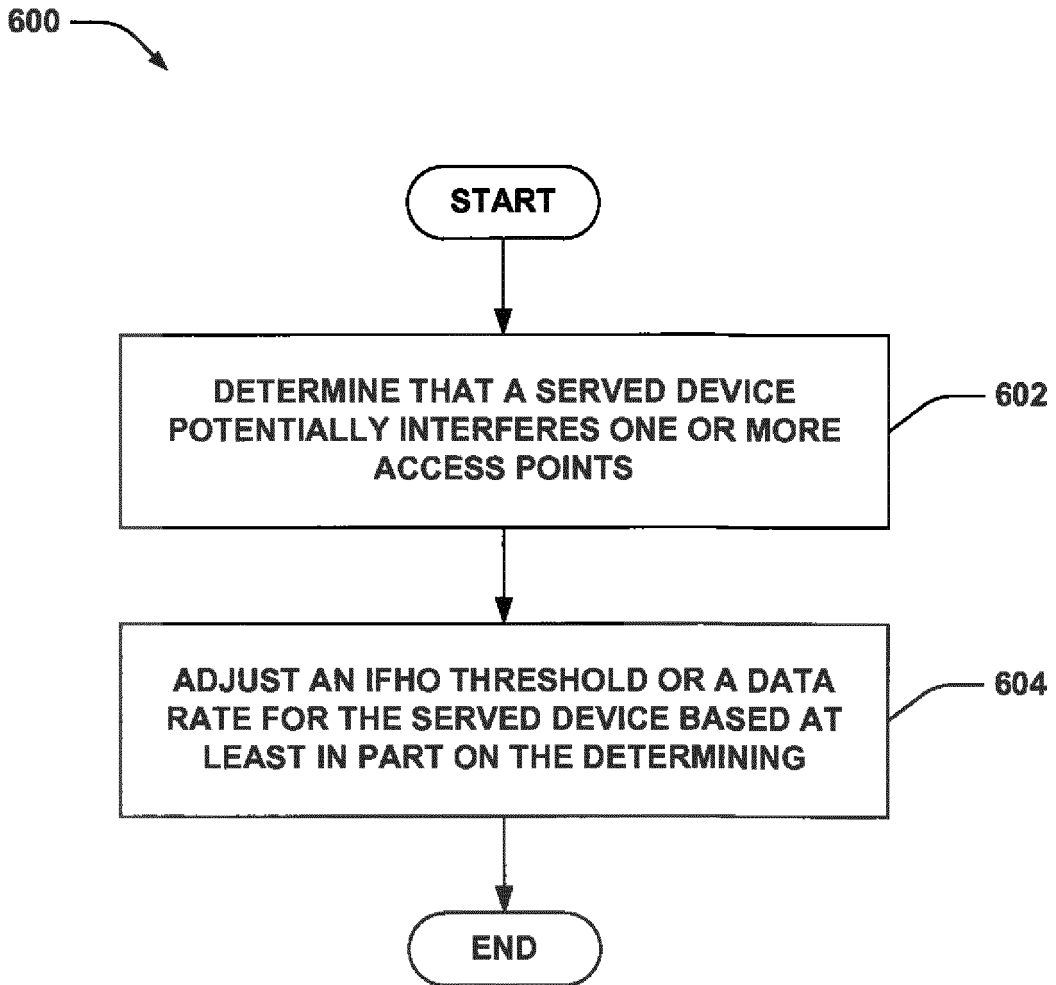 600
START
DETERMINE THAT A SERVED DEVICE
POTENTIALLY INTERFERES ONE OR MORE
ACCESS POINTS
602
ADJUST AN IFHO THRESHOLD OR A DATA
RATE FOR THE SERVED DEVICE BASED AT
LEAST IN PART ON THE DETERMINING
604
END